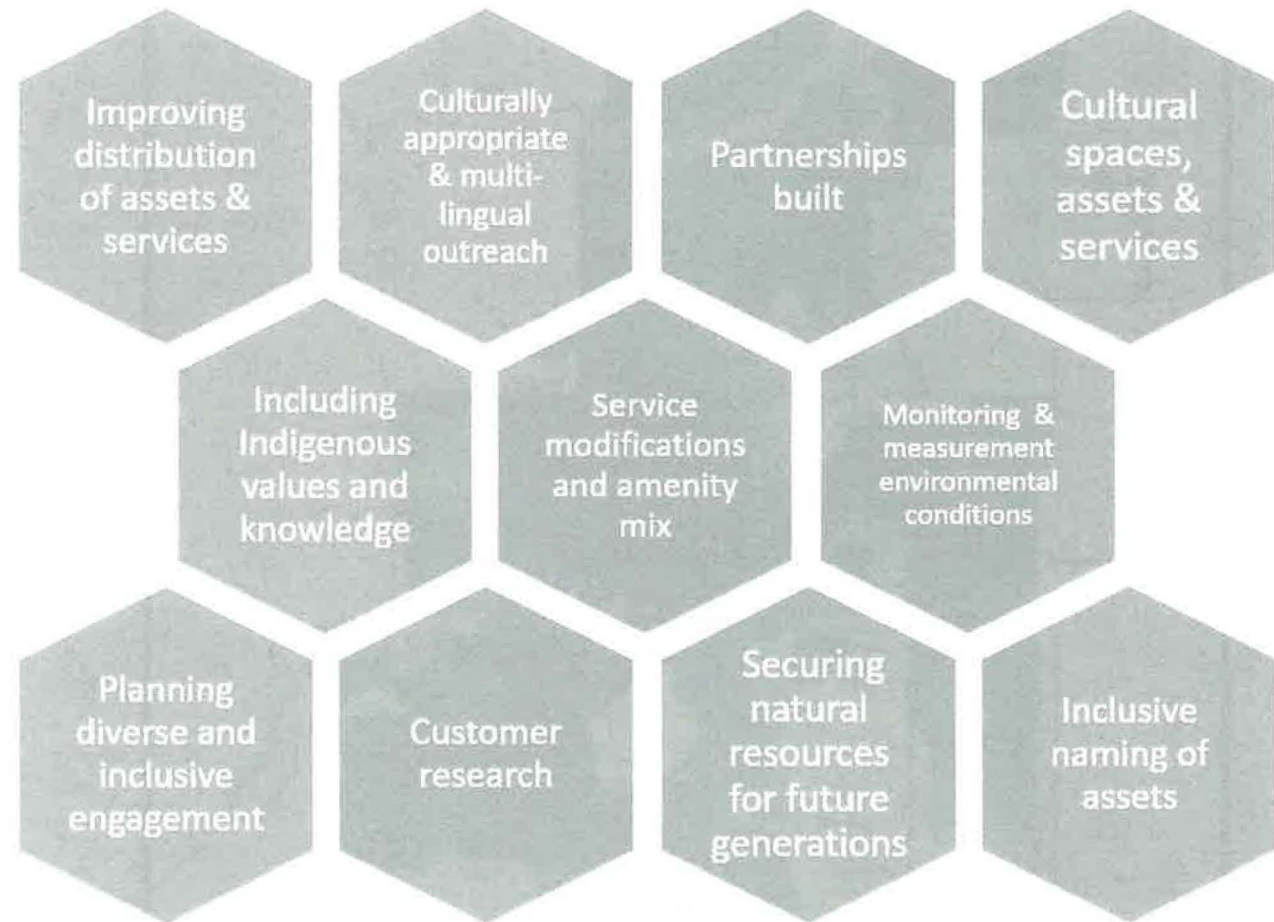 Improving
distribution
of assets &
services
Culturally
appropriate
& multi-
lingual
outreach
Partnerships
built
Cultural
spaces,
assets &
services
Including
Indigenous
values and
knowledge
Service
modifications
and amenity
mix
Monitoring &
measurement
environmental
conditions
Planning
diverse and
inclusive
engagement
Customer
research
Securing
natural
resources
for future
generations
Inclusive
naming of
assets